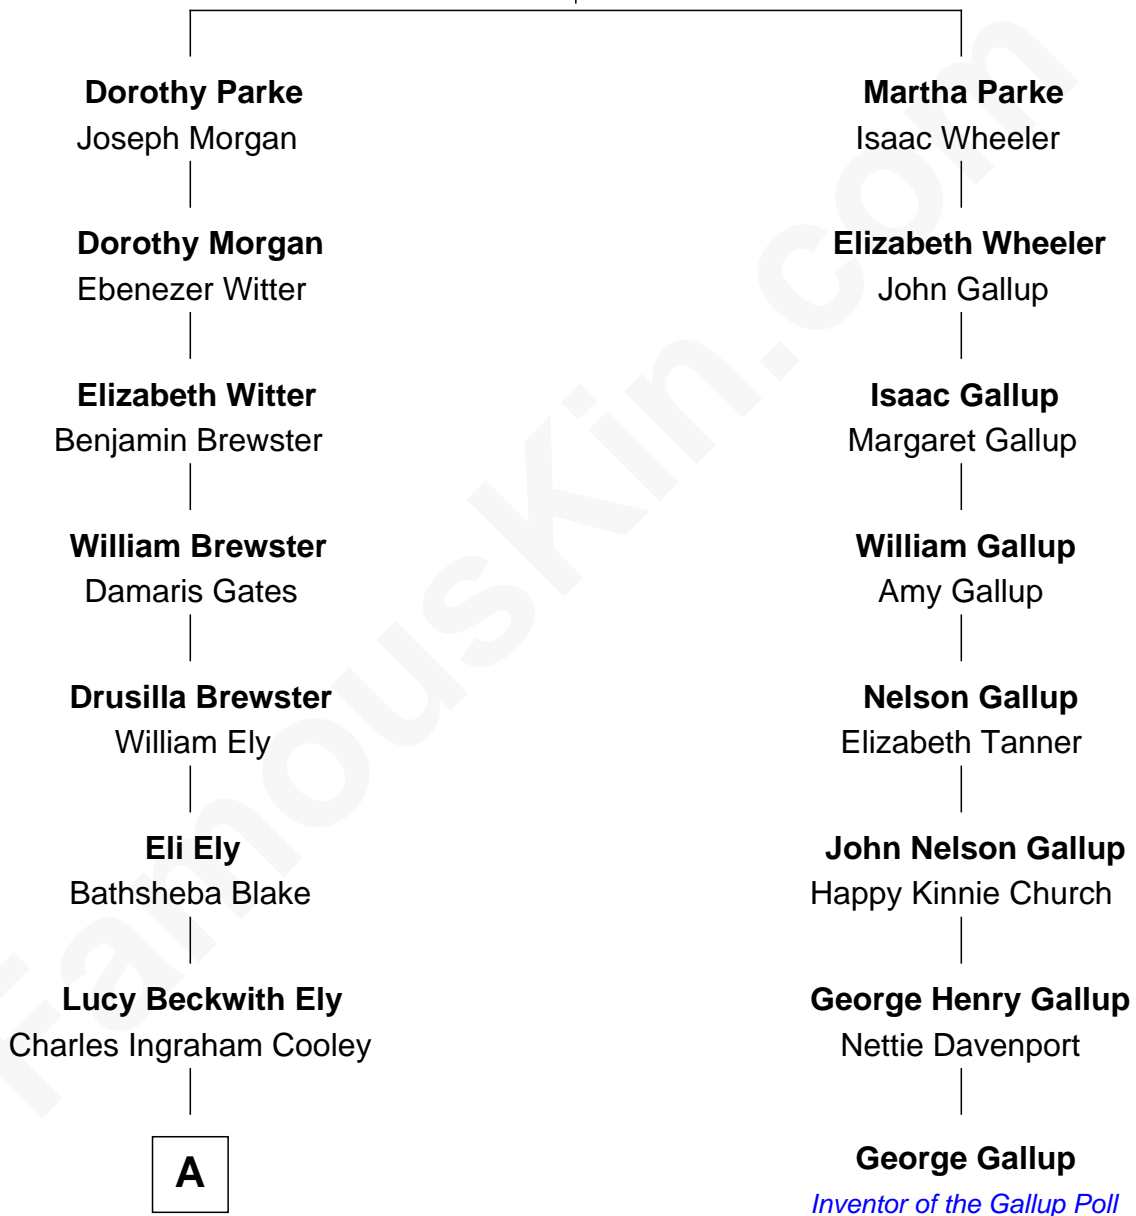 Dorothy Parke
Joseph Morgan
Dorothy Morgan
Ebenezer Witter
Elizabeth Witter
Benjamin Brewster
William Brewster
Damaris Gates
Drusilla Brewster
William Ely
Eli Ely
Bathsheba Blake
Lucy Beckwith Ely
Charles Ingraham Cooley
A
Martha Parke
Isaac Wheeler
Elizabeth Wheeler
John Gallup
Isaac Gallup
Margaret Gallup
William Gallup
Amy Gallup
Nelson Gallup
Elizabeth Tanner
John Nelson Gallup
Happy Kinnie Church
George Henry Gallup
Nettie Davenport
George Gallup
Inventor of the Gallup Poll
FamousKin.com